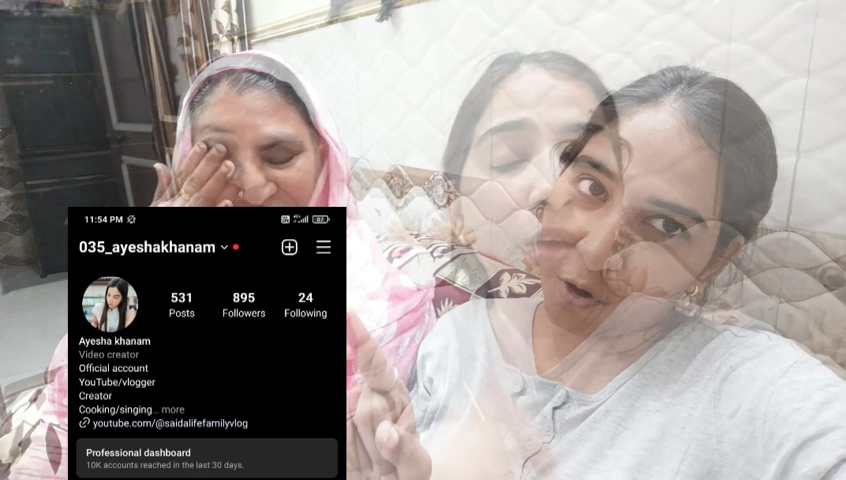 11:54 PM
035_ayeshakhanam
531 895 24
Posts Followers Following
Ayesha khanam
Video creator
Official account
YouTube/vlogger
Creator
Cooking/singing... more
youtube.com/@saidalifefamilyvlog
Professional dashboard
10K accounts reached in the last 30 days.